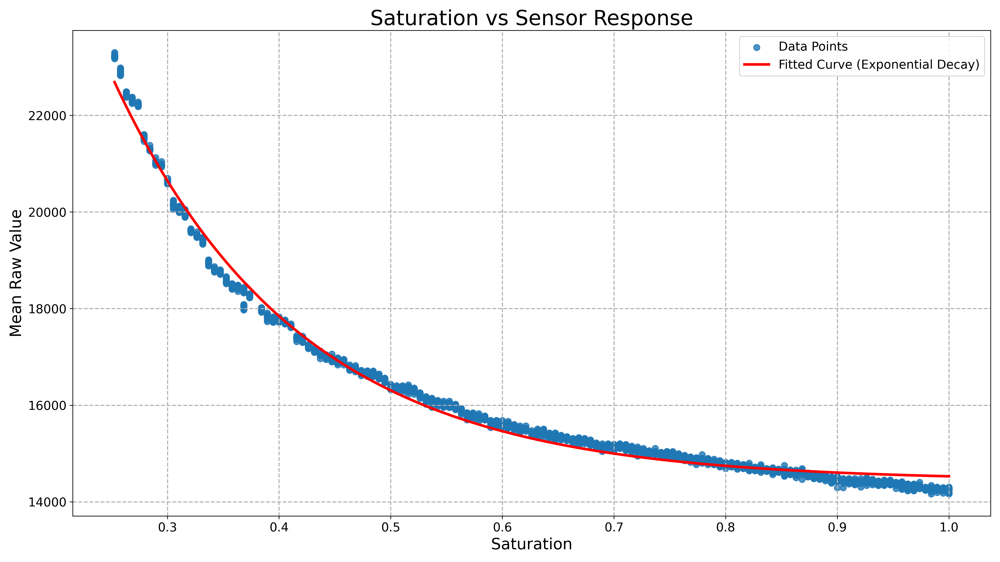 Saturation vs Sensor Response
Data Points
Fitted Curve (Exponential Decay)
Mean Raw Value
22000
20000
18000
16000
14000
0.3 0.4 0.5 0.6 0.7 0.8 0.9 1.0
Saturation